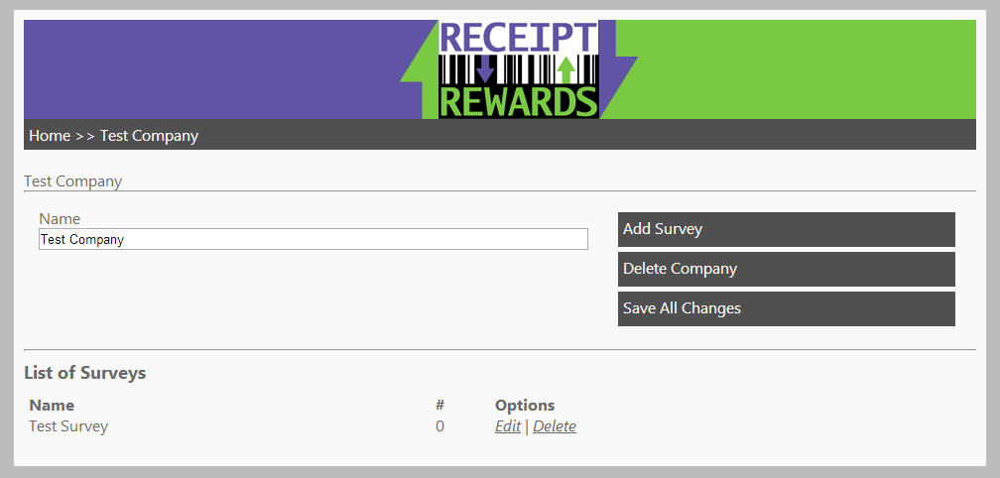 RECEIPT
REWARDS
Home >> Test Company
Test Company
Name
Test Company
Add Survey
Delete Company
Save All Changes
List of Surveys
Name # Options
Test Survey 0 Edit | Delete